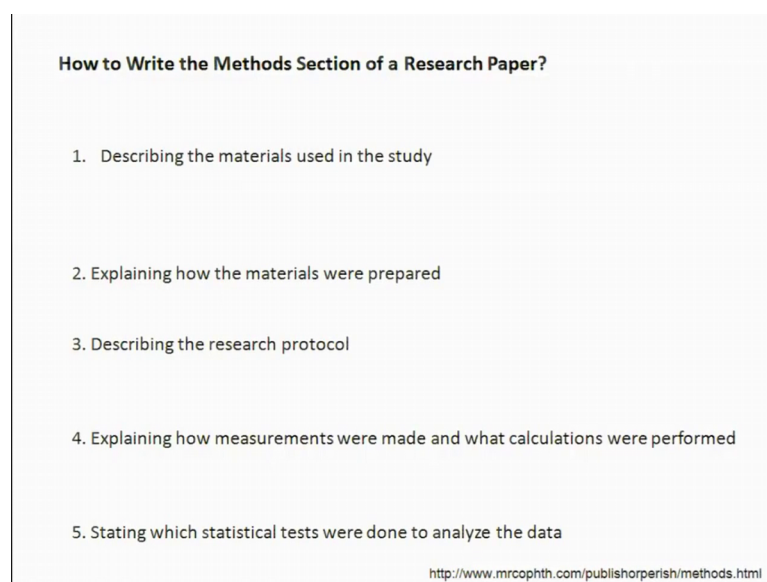 How to Write the Methods Section of a Research Paper?
1. Describing the materials used in the study
2. Explaining how the materials were prepared
3. Describing the research protocol
4. Explaining how measurements were made and what calculations were performed
5. Stating which statistical tests were done to analyze the data
http://www.mrcophth.com/publishorperish/methods.html